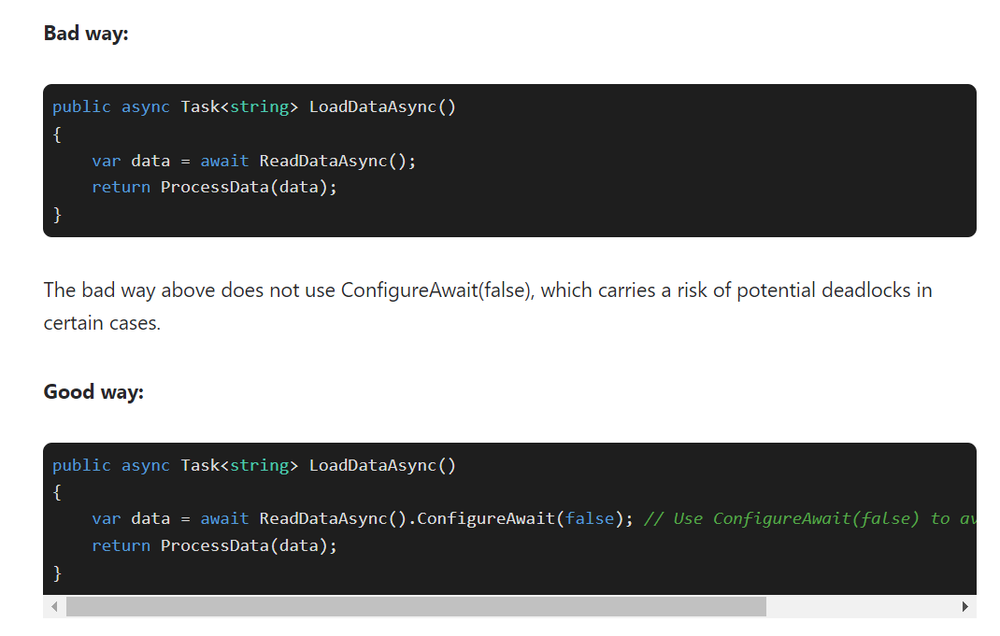 Bad way:
public async Task<string> LoadDataAsync()
{
    var data = await ReadDataAsync();
    return ProcessData(data);
}
The bad way above does not use ConfigureAwait(false), which carries a risk of potential deadlocks in
certain cases.
Good way:
public async Task<string> LoadDataAsync()
{
    var data = await ReadDataAsync().ConfigureAwait(false); // Use ConfigureAwait(false) to av
    return ProcessData(data);
}